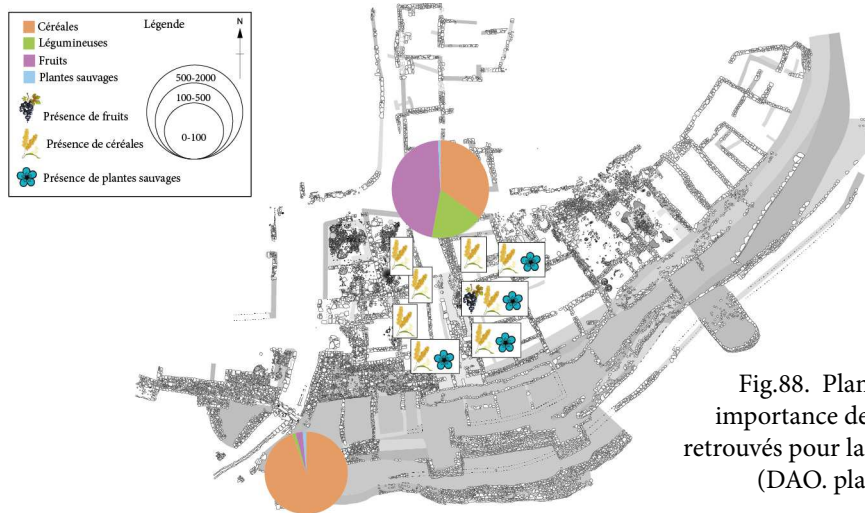 Légende
N
Céréales
Légumineuses
Fruits
Plantes sauvages
500-2000
100-500
0-100
Présence de fruits
Présence de céréales
Présence de plantes sauvages
Fig.88. Plan
importance de
retrouvés pour la
(DAO. pla